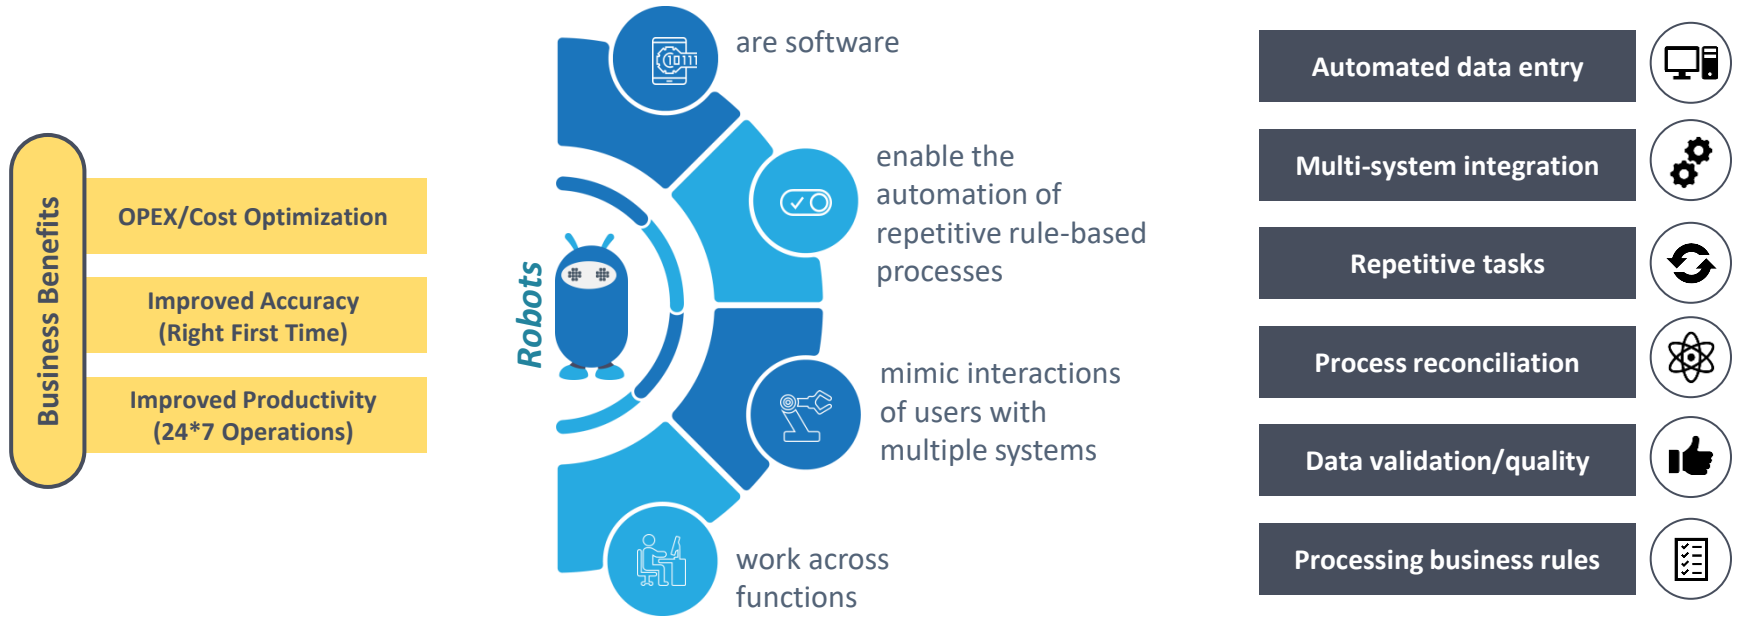 Business Benefits
OPEX/Cost Optimization
Improved Accuracy
(Right First Time)
Improved Productivity
(24*7 Operations)
Robots
10111
are software
enable the
automation of
repetitive rule-based
processes
mimic interactions
of users with
multiple systems
work across
functions
Automated data entry
Multi-system integration
Repetitive tasks
Process reconciliation
Data validation/quality
Processing business rules